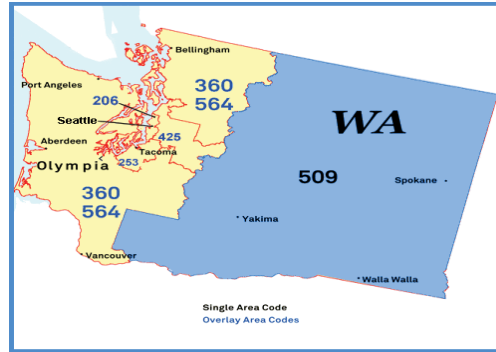 Bellingham
Port Angeles
360
564
206
Seattle
WA
Aberdeen
425
Tacoma
Olympia
253
509
Spokane
360
564
Yakima
Vancouver
Walla Walla
Single Area Code
Overlay Area Codes